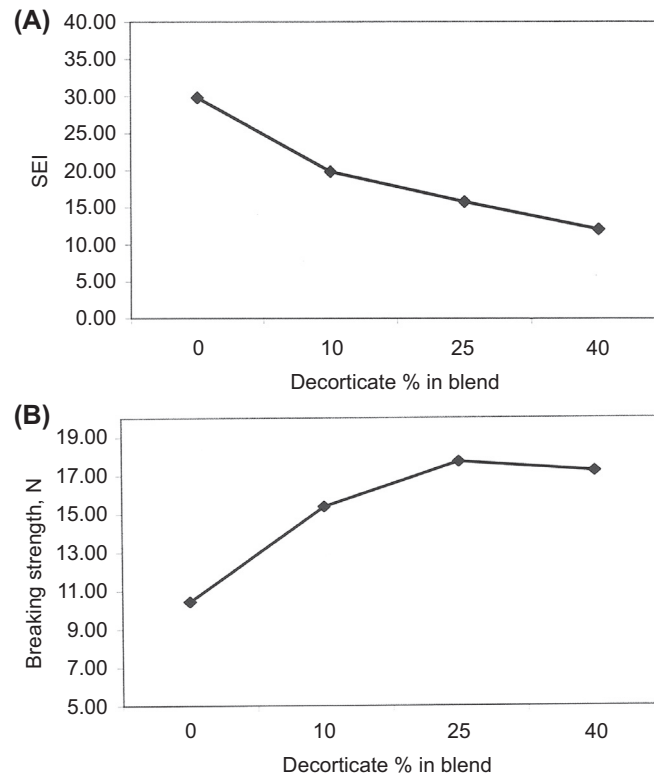 (A)
40.00
35.00
30.00
25.00
20.00
15.00
10.00
5.00
0.00
SEI
0 10 25 40
Decorticate % in blend
(B)
19.00
17.00
15.00
13.00
11.00
9.00
7.00
5.00
Breaking strength, N
0 10 25 40
Decorticate % in blend